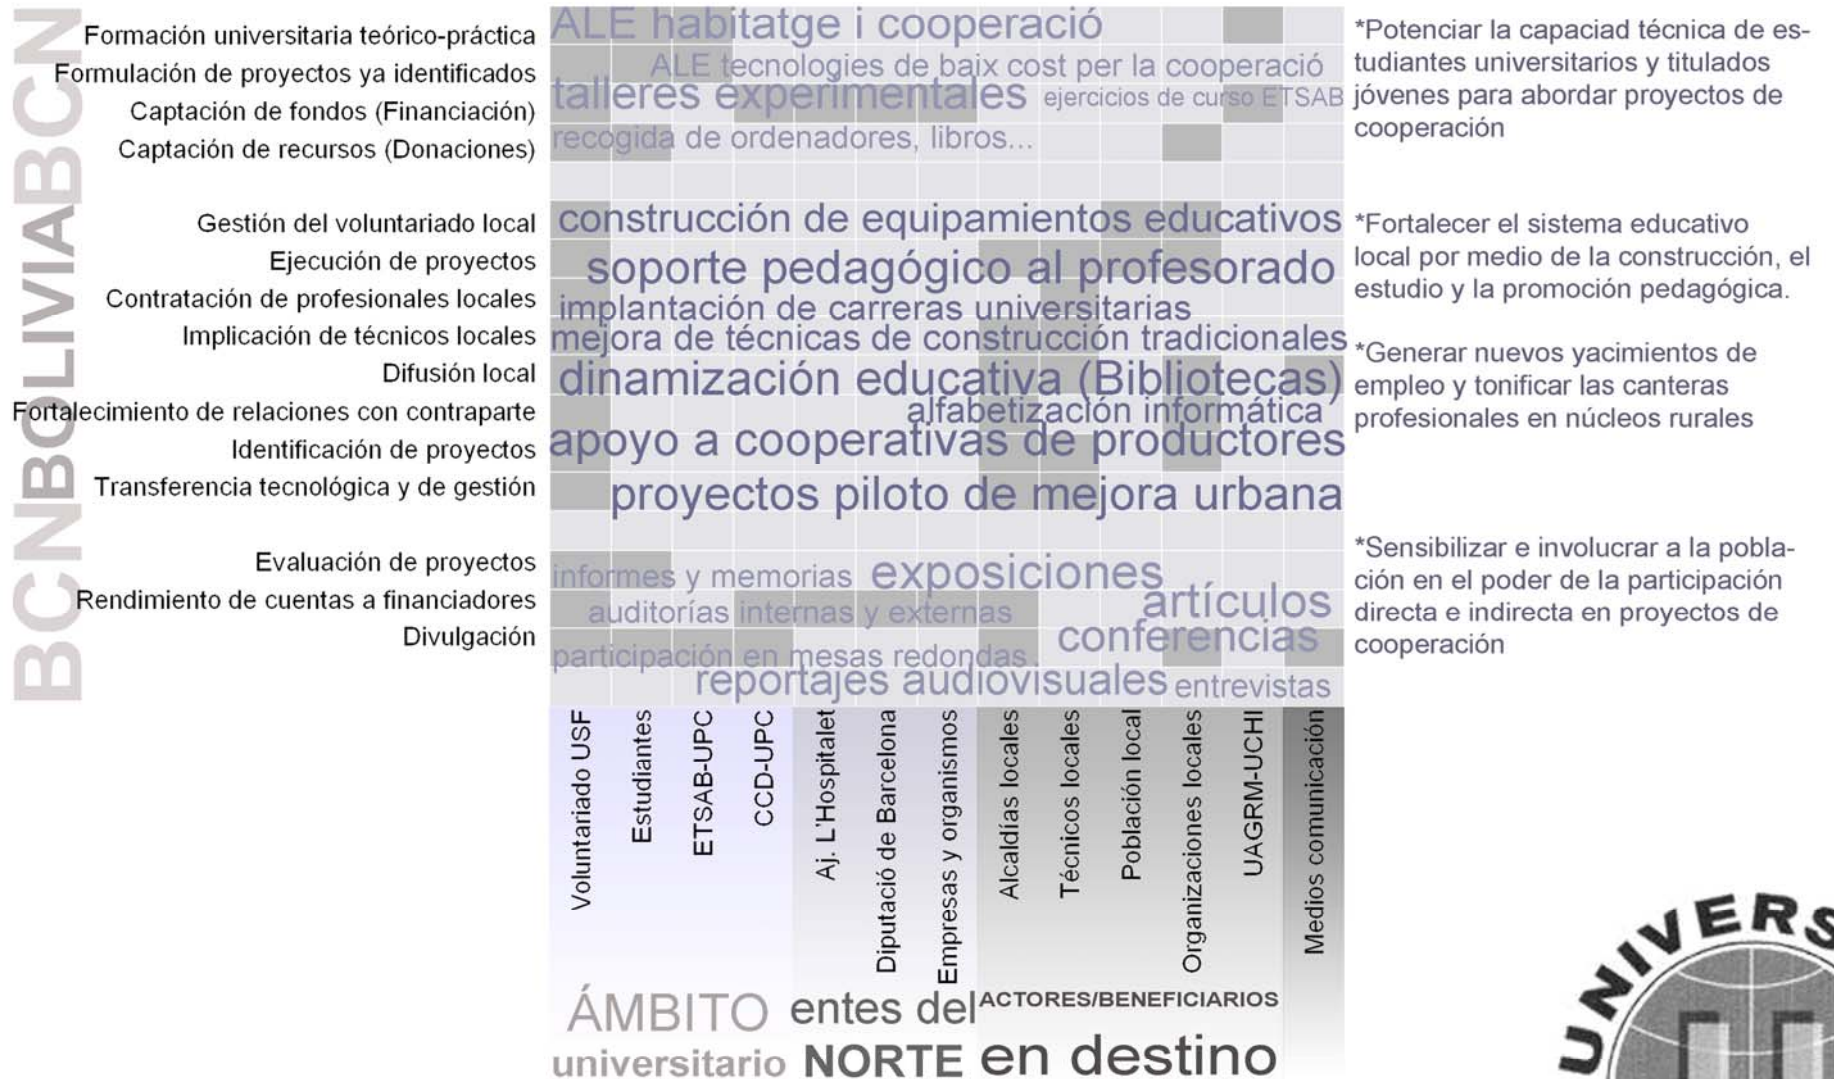 BCNBOLIVIABCN
Formación universitaria teórico-práctica
Formulación de proyectos ya identificados
Captación de fondos (Financiación)
Captación de recursos (Donaciones)
Gestión del voluntariado local
Ejecución de proyectos
Contratación de profesionales locales
Implicación de técnicos locales
Difusión local
Fortalecimiento de relaciones con contraparte
Identificación de proyectos
Transferencia tecnológica y de gestión
Evaluación de proyectos
Rendimiento de cuentas a financiadores
Divulgación
ALE habitatge i cooperació
ALE tecnologies de baix cost per la cooperació
talleres experimentales ejercicios de curso ETSAB
recogida de ordenadores, libros...
construcción de equipamientos educativos
soporte pedagógico al profesorado
implantación de carreras universitarias
mejora de técnicas de construcción tradicionales
dinamización educativa (Bibliotecas)
alfabetización informática
apoyo a cooperativas de productores
proyectos piloto de mejora urbana
informes y memorias exposiciones
auditorías internas y externas artículos
participación en mesas redondas. conferencias
reportajes audiovisuales entrevistas
*Potenciar la capaciad técnica de es-
tudiantes universitarios y titulados
jóvenes para abordar proyectos de
cooperación
*Fortalecer el sistema educativo
local por medio de la construcción, el
estudio y la promoción pedagógica.
*Generar nuevos yacimientos de
empleo y tonificar las canteras
profesionales en núcleos rurales
*Sensibilizar e involucrar a la pobla-
ción en el poder de la participación
directa e indirecta en proyectos de
cooperación
Voluntariado USF
Estudiantes
ETSAB-UPC
CCD-UPC
Aj. L'Hospitalet
Diputació de Barcelona
Empresas y organismos
Alcaldías locales
Técnicos locales
Población local
Organizaciones locales
UAGRM-UCHI
Medios comunicación
ÁMBITO
universitario
entes del
NORTE
ACTORES/BENEFICIARIOS
en destino
UNIVERS